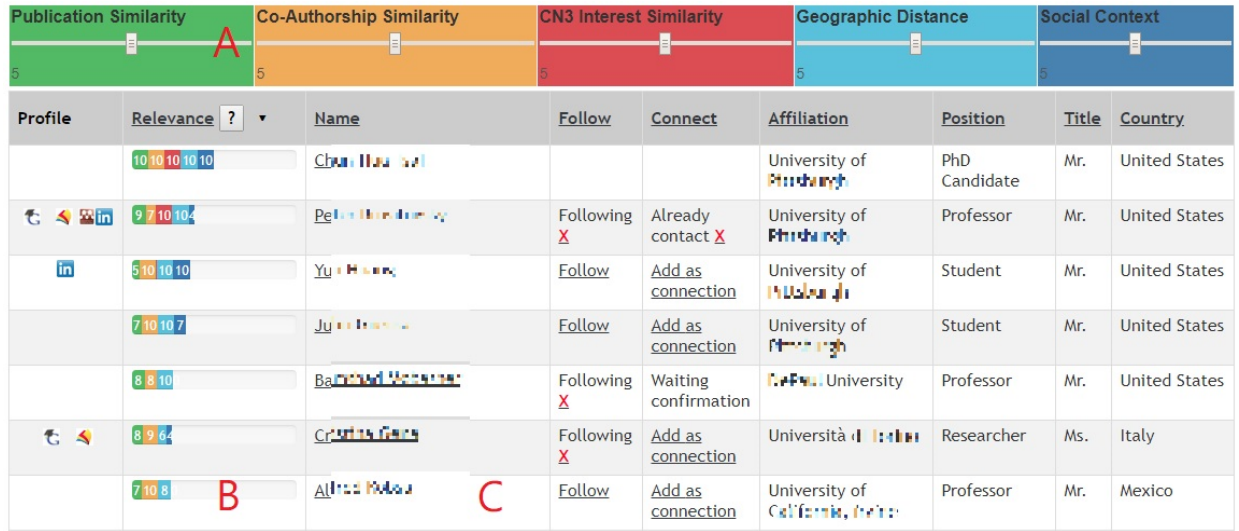 Publication Similarity Co-Authorship Similarity CN3 Interest Similarity Geographic Distance Social Context
A
5 5 5 5 5
Profile Relevance ? ▼ Name Follow Connect Affiliation Position Title Country
10 10 10 10 10 University of PhD Candidate Mr. United States
in 9 7 10 10 4 Following X Already contact X University of Professor Mr. United States
in 5 10 10 10 Follow Add as connection University of Student Mr. United States
7 10 10 7 Follow Add as connection University of Student Mr. United States
8 8 10 Following X Waiting confirmation University Professor Mr. United States
8 9 6 4 Following X Add as connection Università Researcher Ms. Italy
7 10 8 B C Follow Add as connection University of Professor Mr. Mexico